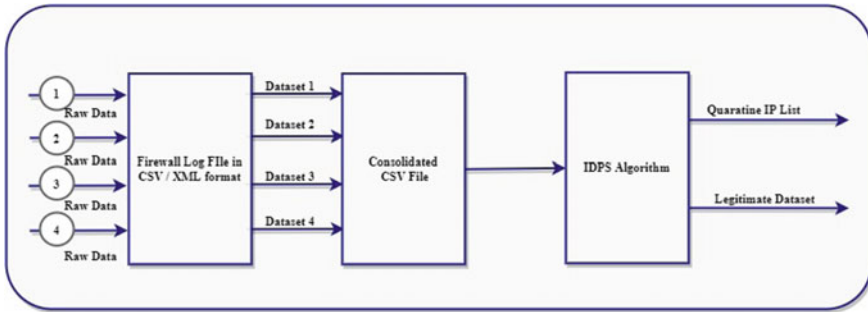 1
Raw Data
2
Raw Data
3
Raw Data
4
Raw Data
Firewall Log FIle in
CSV / XML format
Dataset 1
Dataset 2
Dataset 3
Dataset 4
Consolidated
CSV File
IDPS Algorithm
Quaratine IP List
Legitimate Dataset